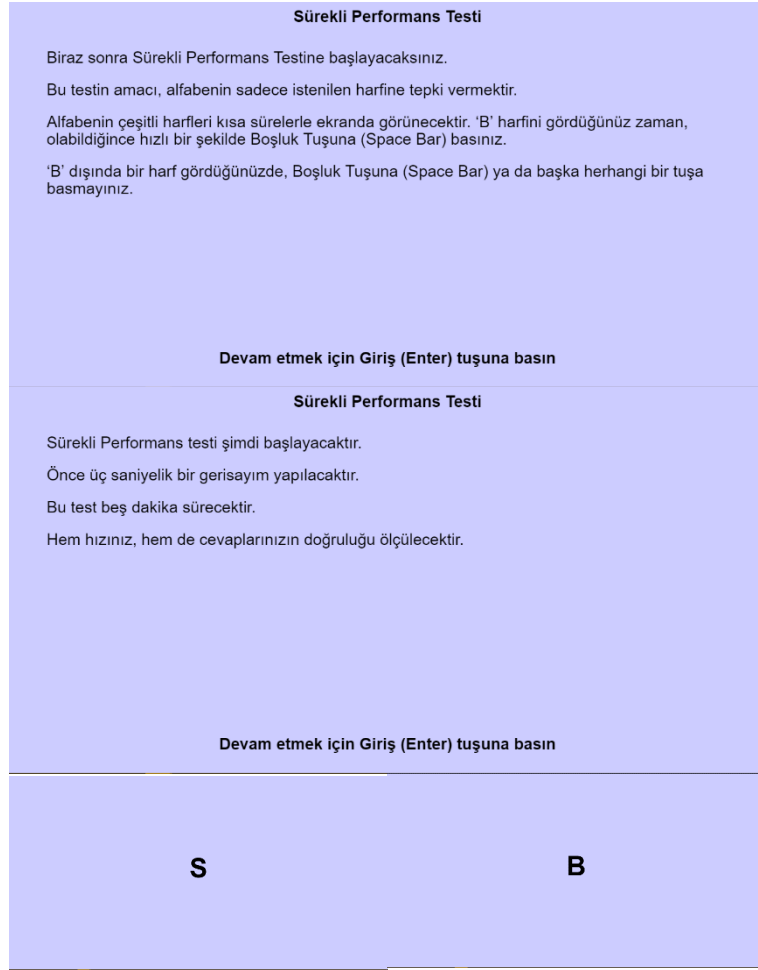 Sürekli Performans Testi
Biraz sonra Sürekli Performans Testine başlayacaksınız.
Bu testin amacı, alfabenin sadece istenilen harfine tepki vermektir.
Alfabenin çeşitli harfleri kısa sürelerle ekranda görünecektir. ‘B’ harfini gördüğünüz zaman,
olabildiğince hızlı bir şekilde Boşluk Tuşuna (Space Bar) basınız.
‘B’ dışında bir harf gördüğünüzde, Boşluk Tuşuna (Space Bar) ya da başka herhangi bir tuşa
basmayınız.
Devam etmek için Giriş (Enter) tuşuna basın
Sürekli Performans Testi
Sürekli Performans testi şimdi başlayacaktır.
Önce üç saniyelik bir gerisayım yapılacaktır.
Bu test beş dakika sürecektir.
Hem hızınız, hem de cevaplarınızın doğruluğu ölçülecektir.
Devam etmek için Giriş (Enter) tuşuna basın
S B